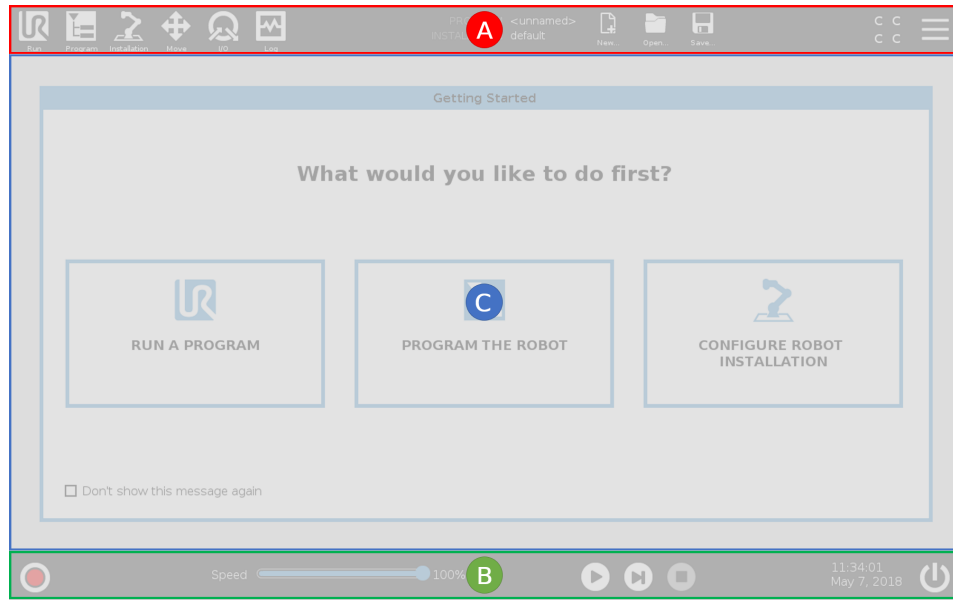 Run Program Installation Move I/O Log
A
<unnamed>
default
New... Open... Save...
C C
C C
Getting Started
What would you like to do first?
C
RUN A PROGRAM
PROGRAM THE ROBOT
CONFIGURE ROBOT
INSTALLATION
Don't show this message again
Speed 100% B
11:34:01
May 7, 2018